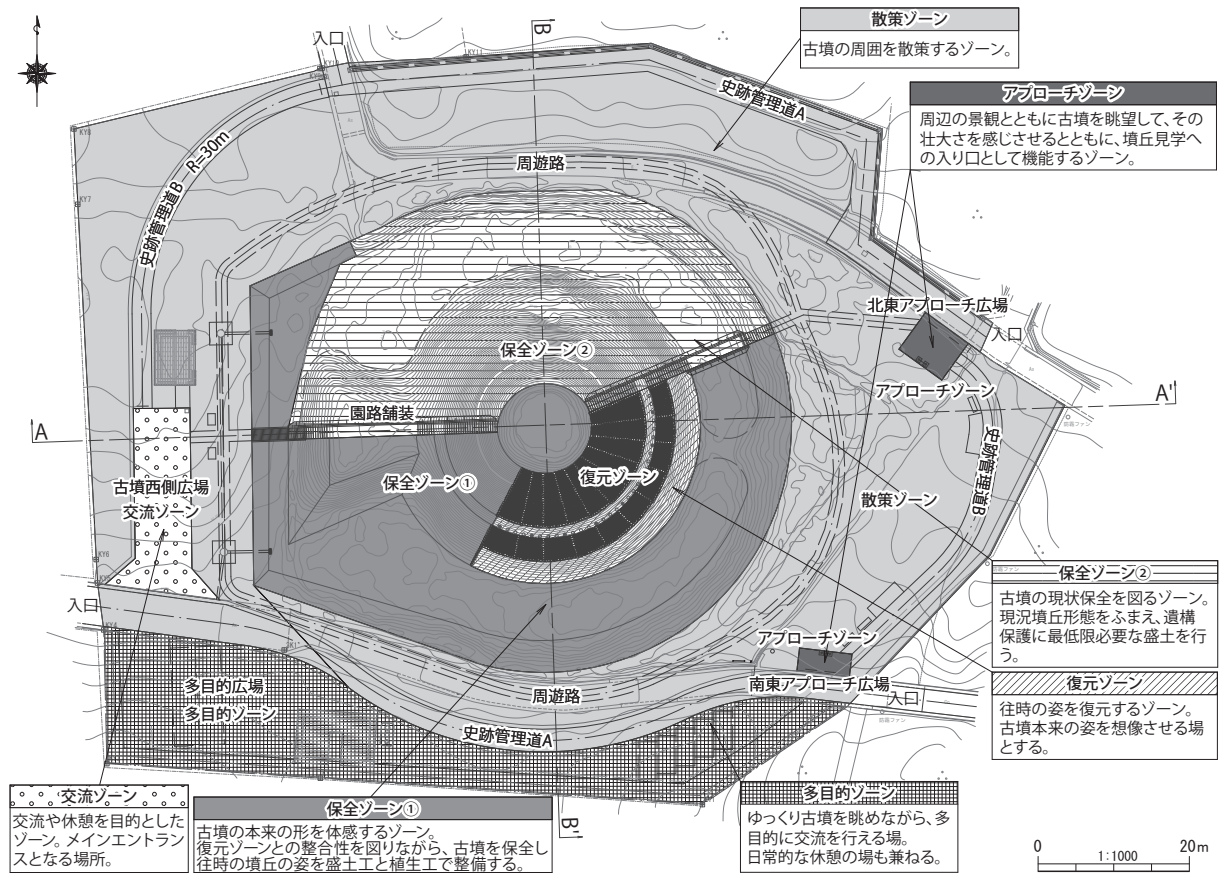 散策ゾーン
古墳の周囲を散策するゾーン。
アプローチゾーン
周辺の景観とともに古墳を眺望して、その
壮大さを感じさせるとともに、墳丘見学へ
の入り口として機能するゾーン。
入口
B
KY11
KY10
KY9
KY8
KY7
史跡管理道A
史跡管理道B R=30m
周遊路
北東アプローチ広場
入口
アプローチゾーン
保全ゾーン②
園路舗装
A
A'
保全ゾーン①
復元ゾーン
史跡管理道B
散策ゾーン
古墳西側広場
交流ゾーン
KY6
入口
アプローチゾーン
南東アプローチ広場
入口
多目的広場
多目的ゾーン
周遊路
史跡管理道A
B'
保全ゾーン②
古墳の現状保全を図るゾーン。
現況墳丘形態をふまえ、遺構
保護に最低限必要な盛土を行
う。
復元ゾーン
往時の姿を復元するゾーン。
古墳本来の姿を想像させる場
とする。
交流ゾーン
交流や休憩を目的とした
ゾーン。メインエントラン
スとなる場所。
保全ゾーン①
古墳の本来の形を体感するゾーン。
復元ゾーンとの整合性を図りながら、古墳を保全し
往時の墳丘の姿を盛土工と植生工で整備する。
多目的ゾーン
ゆっくり古墳を眺めながら、多
目的に交流を行える場。
日常的な休憩の場も兼ねる。
0
20m
1:1000